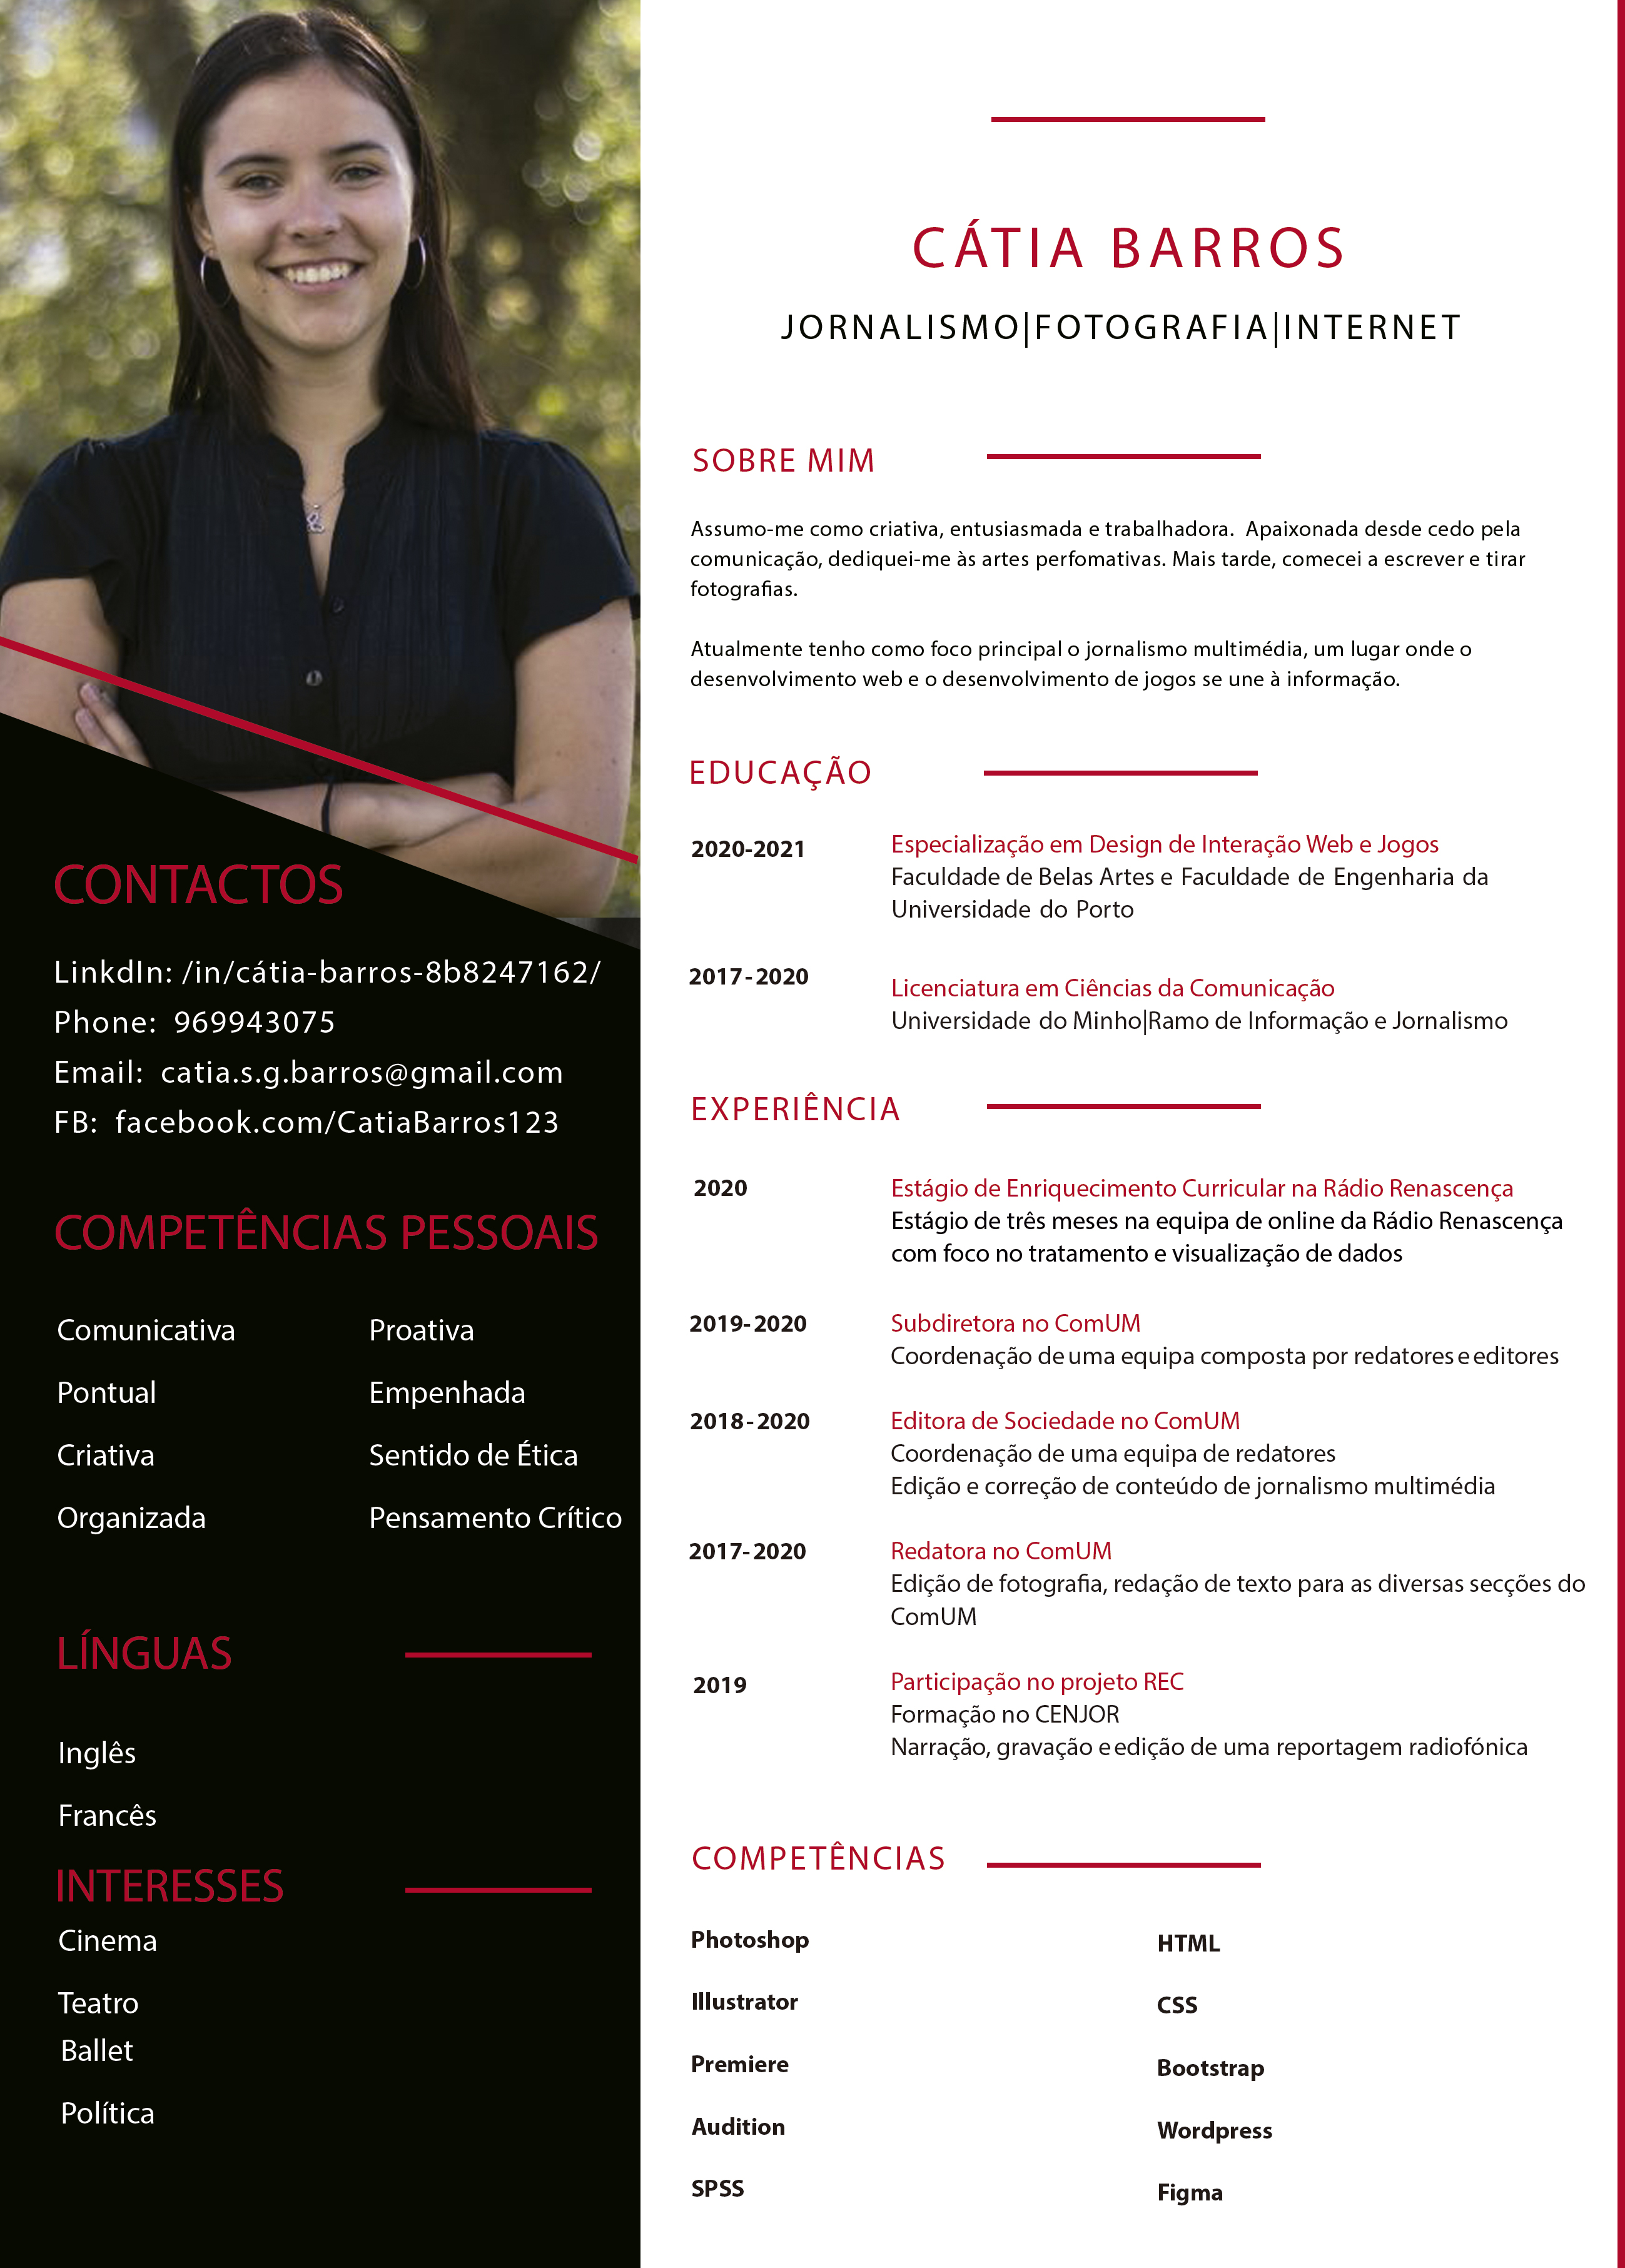 CÁTIA BARROS
JORNALISMO|FOTOGRAFIA|INTERNET
SOBRE MIM
Assumo-me como criativa, entusiasmada e trabalhadora. Apaixonada desde cedo pela
comunicação, dediquei-me às artes perfomativas. Mais tarde, comecei a escrever e tirar
fotografias.
Atualmente tenho como foco principal o jornalismo multimédia, um lugar onde o
desenvolvimento web e o desenvolvimento de jogos se une à informação.
EDUCAÇÃO
2020-2021
Especialização em Design de Interação Web e Jogos
Faculdade de Belas Artes e Faculdade de Engenharia da
Universidade do Porto
2017-2020
Licenciatura em Ciências da Comunicação
Universidade do Minho|Ramo de Informação e Jornalismo
EXPERIÊNCIA
2020
Estágio de Enriquecimento Curricular na Rádio Renascença
Estágio de três meses na equipa de online da Rádio Renascença
com foco no tratamento e visualização de dados
2019-2020
Subdiretora no ComUM
Coordenação de uma equipa composta por redatores e editores
2018-2020
Editora de Sociedade no ComUM
Coordenação de uma equipa de redatores
Edição e correção de conteúdo de jornalismo multimédia
2017-2020
Redatora no ComUM
Edição de fotografia, redação de texto para as diversas secções do
ComUM
2019
Participação no projeto REC
Formação no CENJOR
Narração, gravação e edição de uma reportagem radiofónica
COMPETÊNCIAS
Photoshop
Illustrator
Premiere
Audition
SPSS
HTML
CSS
Bootstrap
Wordpress
Figma
CONTACTOS
LinkdIn: /in/cátia-barros-8b8247162/
Phone: 969943075
Email: catia.s.g.barros@gmail.com
FB: facebook.com/CatiaBarros123
COMPETÊNCIAS PESSOAIS
Comunicativa
Pontual
Criativa
Organizada
Proativa
Empenhada
Sentido de Ética
Pensamento Crítico
LÍNGUAS
Inglês
Francês
INTERESSES
Cinema
Teatro
Ballet
Política